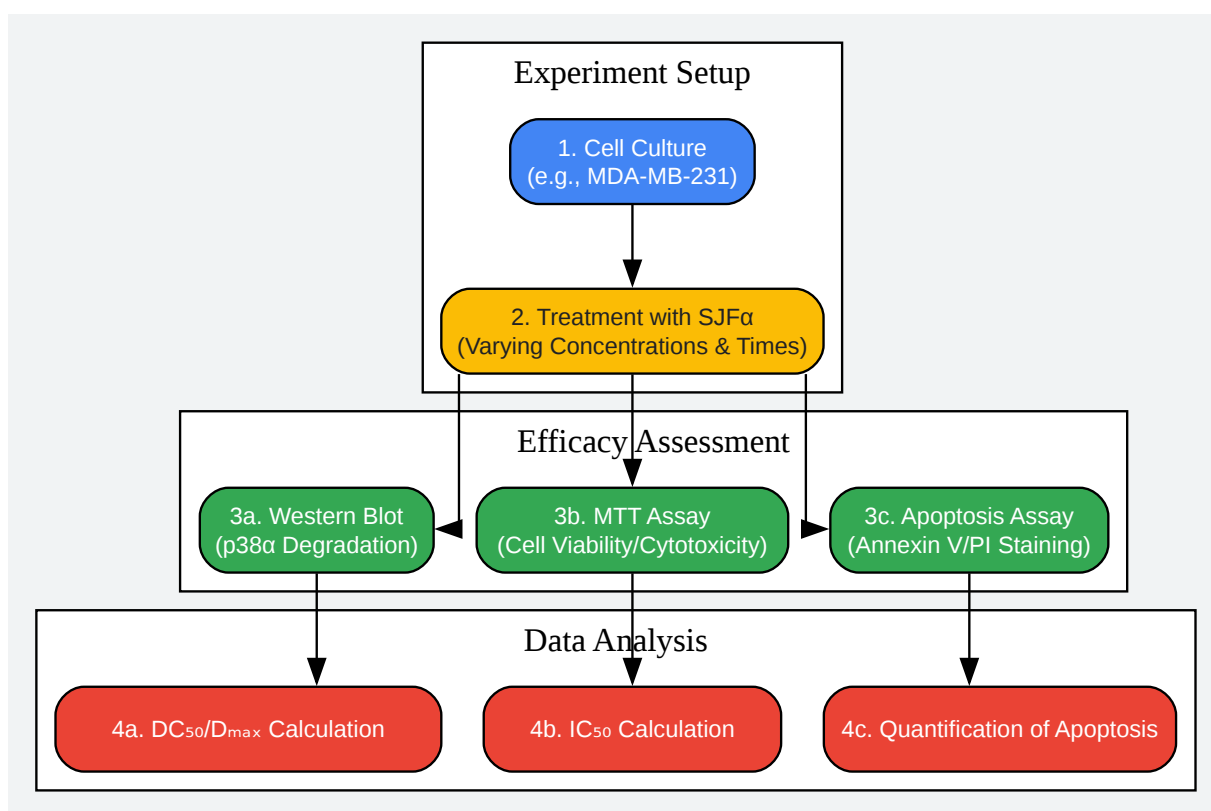 Experiment Setup
1. Cell Culture
(e.g., MDA-MB-231)
2. Treatment with SJFα
(Varying Concentrations & Times)
Efficacy Assessment
3a. Western Blot
(p38α Degradation)
3b. MTT Assay
(Cell Viability/Cytotoxicity)
3c. Apoptosis Assay
(Annexin V/PI Staining)
Data Analysis
4a. DC₅₀/Dₘₐₓ Calculation
4b. IC₅₀ Calculation
4c. Quantification of Apoptosis